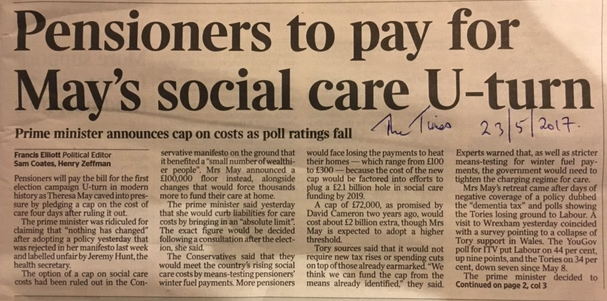 Pensioners to pay for
May's social care U-turn
Prime minister announces cap on costs as poll ratings fall
The Times 23/5/2017.
Francis Elliott Political Editor
Sam Coates, Henry Zeffman
Pensioners will pay the bill for the first
election campaign U-turn in modern
history as Theresa May caved into pres-
sure by pledging a cap on the cost of
care four days after ruling it out.
The prime minister was ridiculed for
claiming that "nothing has changed"
after adopting a policy yesterday that
was rejected in her manifesto last week
and labelled unfair by Jeremy Hunt, the
health secretary.
The option of a cap on social care
costs had been ruled out in the Con-
servative manifesto on the ground that
it benefited a "small number of wealthi-
er people". Mrs May announced a
£100,000 floor instead, alongside
changes that would force thousands
more to fund their care at home.
The prime minister said yesterday
that she would curb liabilities for care
costs by bringing in an "absolute limit".
The exact figure would be decided
following a consultation after the elect-
ion, she said.
The Conservatives said that they
would meet the country's rising social
care costs by means-testing pensioners'
winter fuel payments. More pensioners
would face losing the payments to heat
their homes — which range from £100
to £300 — because the cost of the new
cap would be factored into efforts to
plug a £2.1 billion hole in social care
funding by 2019.
A cap of £72,000, as promised by
David Cameron two years ago, would
cost about £2 billion extra, though Mrs
May is expected to adopt a higher
threshold.
Tory sources said that it would not
require new tax rises or spending cuts
on top of those already earmarked. "We
think we can fund the cap from the
means already identified," they said.
Experts warned that, as well as stricter
means-testing for winter fuel pay-
ments, the government would need to
tighten the charging regime for care.
Mrs May's retreat came after days of
negative coverage of a policy dubbed
the "dementia tax" and polls showing
the Tories losing ground to Labour. A
visit to Wrexham yesterday coincided
with a survey pointing to a collapse of
Tory support in Wales. The YouGov
poll for ITV put Labour on 44 per cent,
up nine points, and the Tories on 34 per
cent, down seven since May 8.
The prime minister decided to
Continued on page 2, col 3